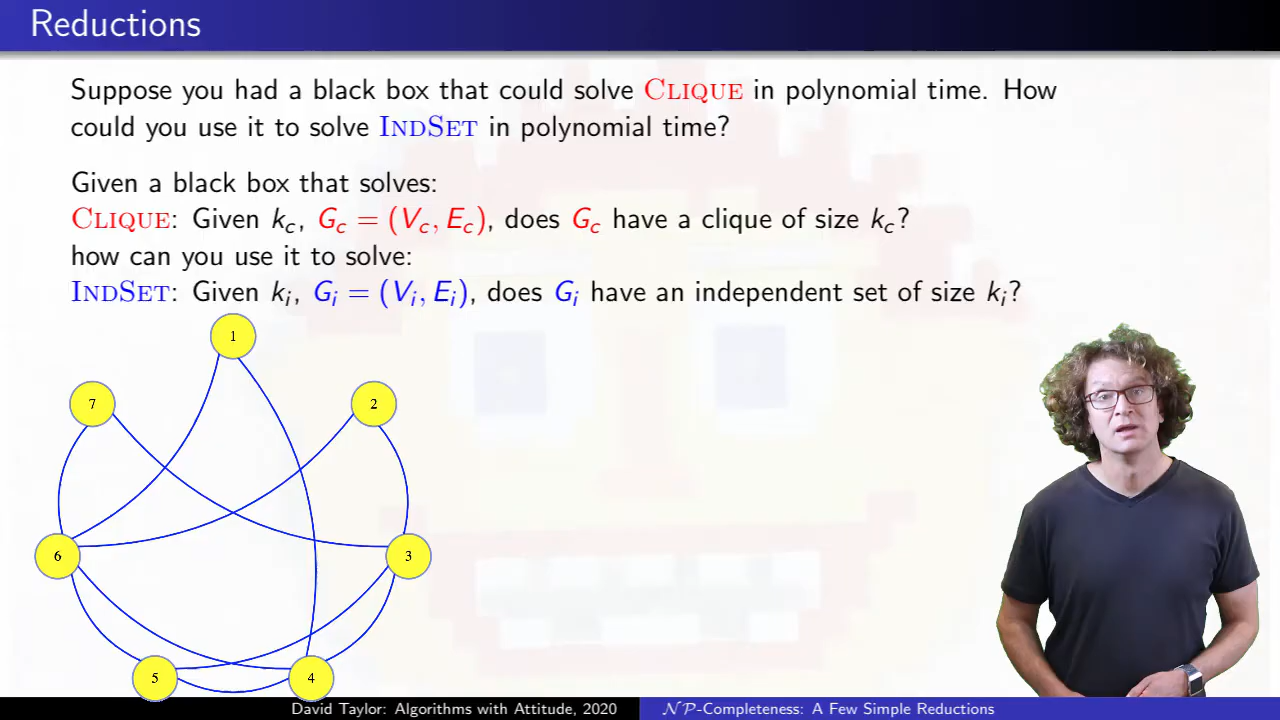 Reductions
Suppose you had a black box that could solve CLIQUE in polynomial time. How
could you use it to solve INDSET in polynomial time?
Given a black box that solves:
CLIQUE: Given k_c, G_c = (V_c, E_c), does G_c have a clique of size k_c?
how can you use it to solve:
INDSET: Given k_i, G_i = (V_i, E_i), does G_i have an independent set of size k_i?
1
7
2
6
3
5
4
David Taylor: Algorithms with Attitude, 2020
NP-Completeness: A Few Simple Reductions